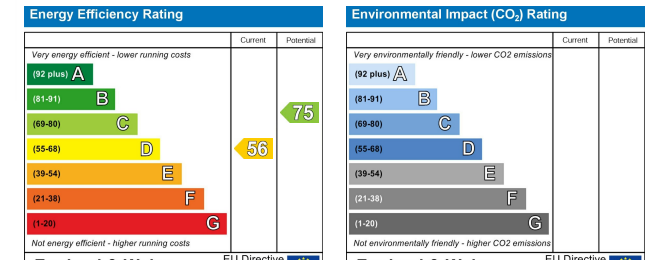 Energy Efficiency Rating
Current Potential
Very energy efficient - lower running costs
(92 plus) A
(81-91) B
(69-80) C
(55-68) D
(39-54) E
(21-38) F
(1-20) G
75
56
Not energy efficient - higher running costs
EU Directive
Environmental Impact (CO₂) Rating
Current Potential
Very environmentally friendly - lower CO2 emissions
(92 plus) A
(81-91) B
(69-80) C
(55-68) D
(39-54) E
(21-38) F
(1-20) G
Not environmentally friendly - higher CO2 emissions
EU Directive